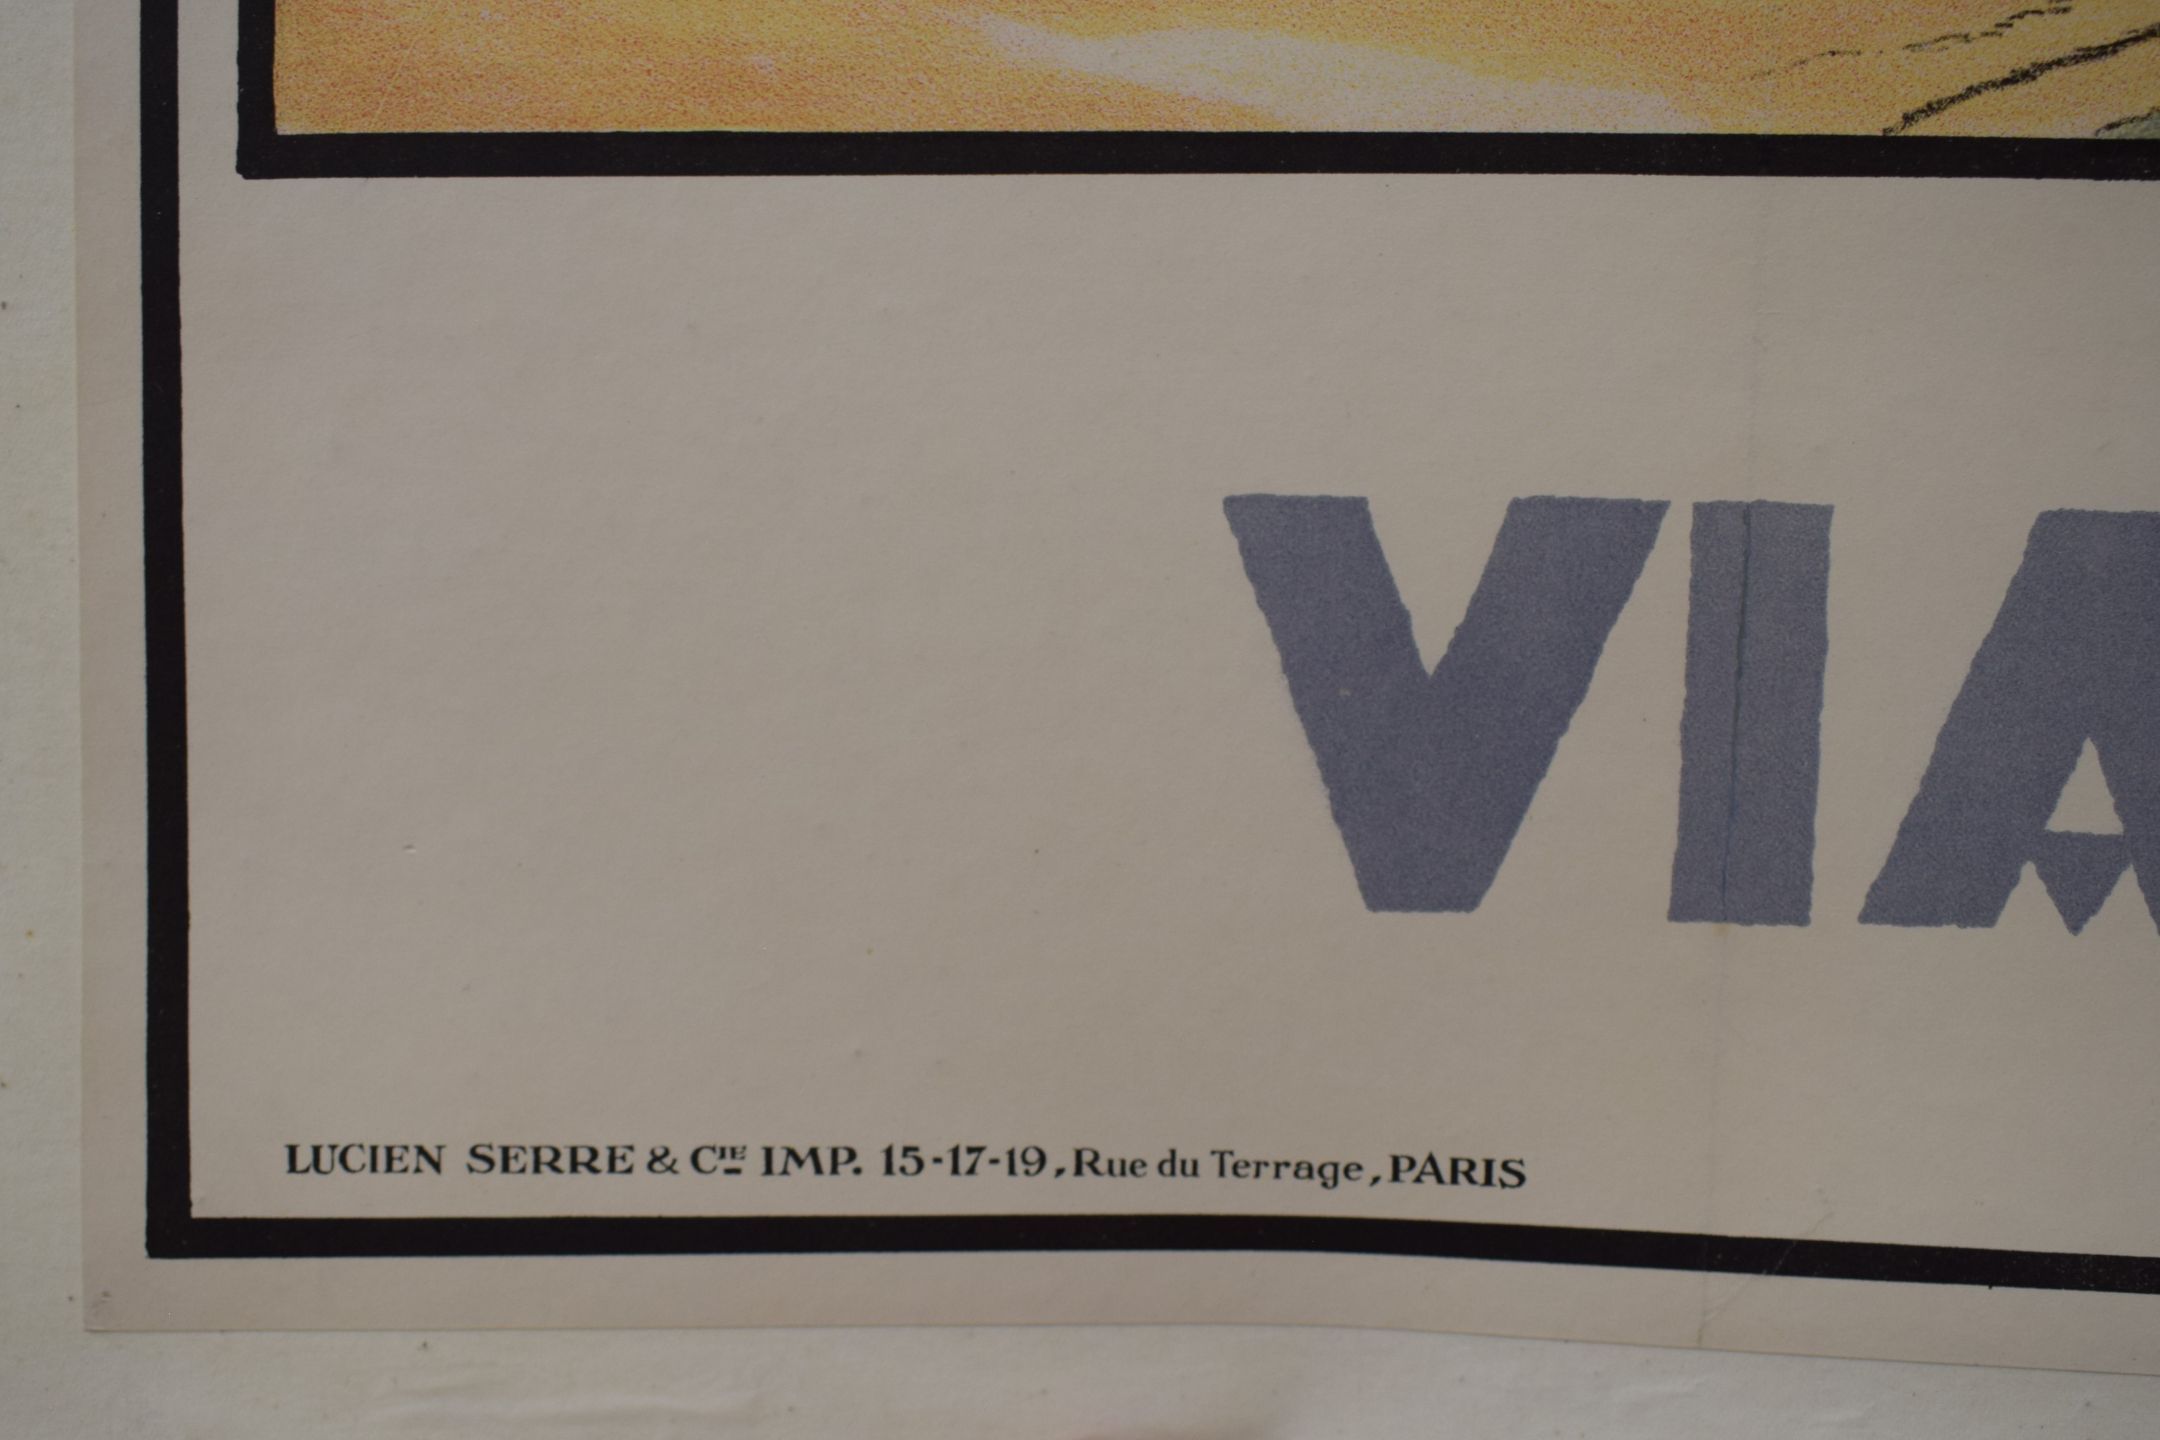 VIA
LUCIEN SERRE & CIE IMP. 15-17-19, Rue du Terrage, PARIS